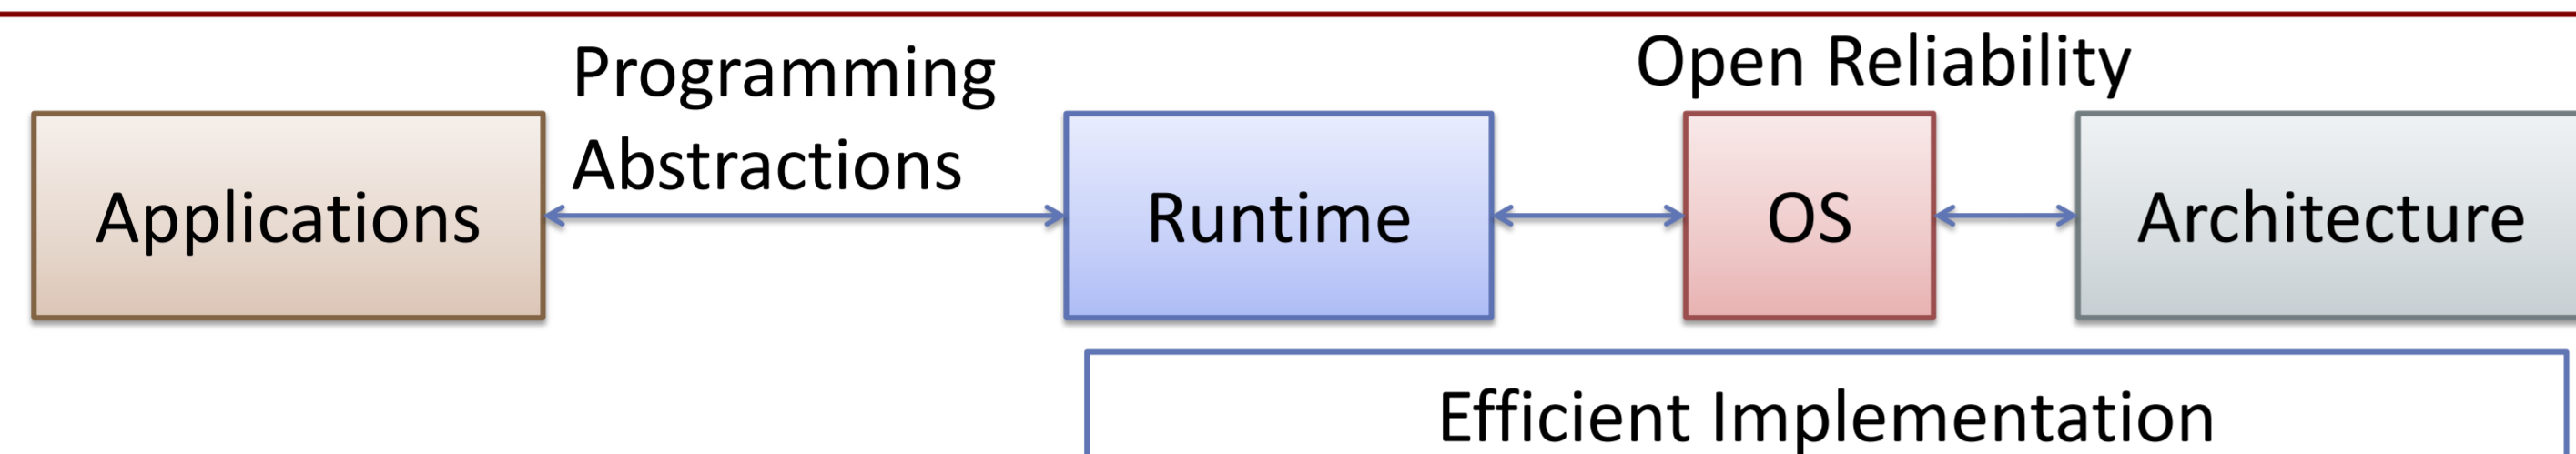 Programming
Abstractions
Open Reliability
Applications
Runtime
OS
Architecture
Efficient Implementation